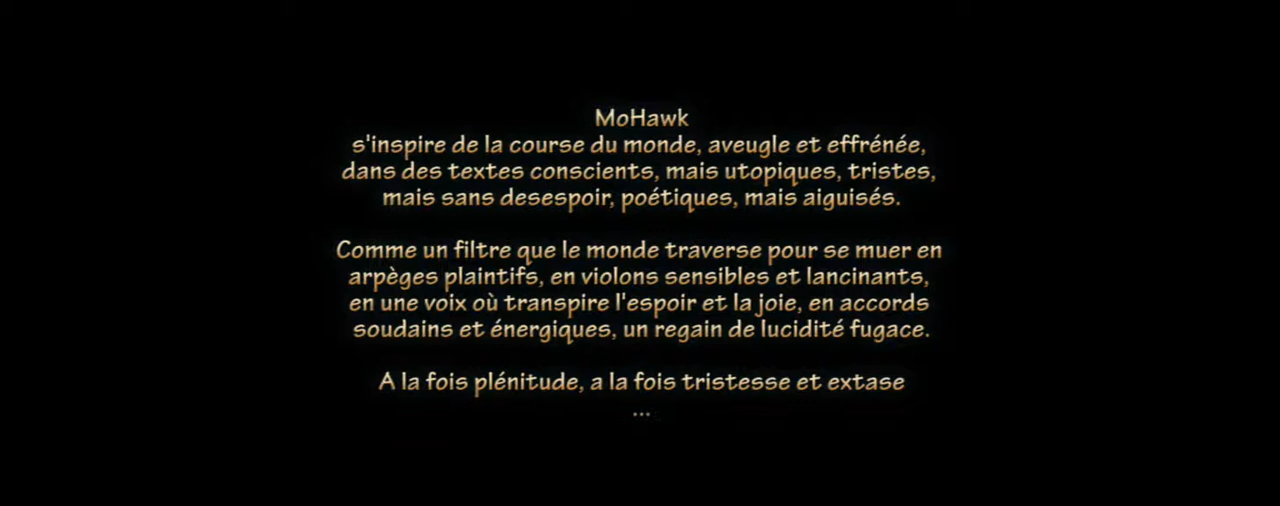 MoHawk
s'inspire de la course du monde, aveugle et effrénée,
dans des textes conscients, mais utopiques, tristes,
mais sans desespoir, poétiques, mais aiguisés.
Comme un filtre que le monde traverse pour se muer en
arpèges plaintifs, en violons sensibles et lancinants,
en une voix où transpire l'espoir et la joie, en accords
soudains et énergiques, un regain de lucidité fugace.
A la fois plénitude, a la fois tristesse et extase
...